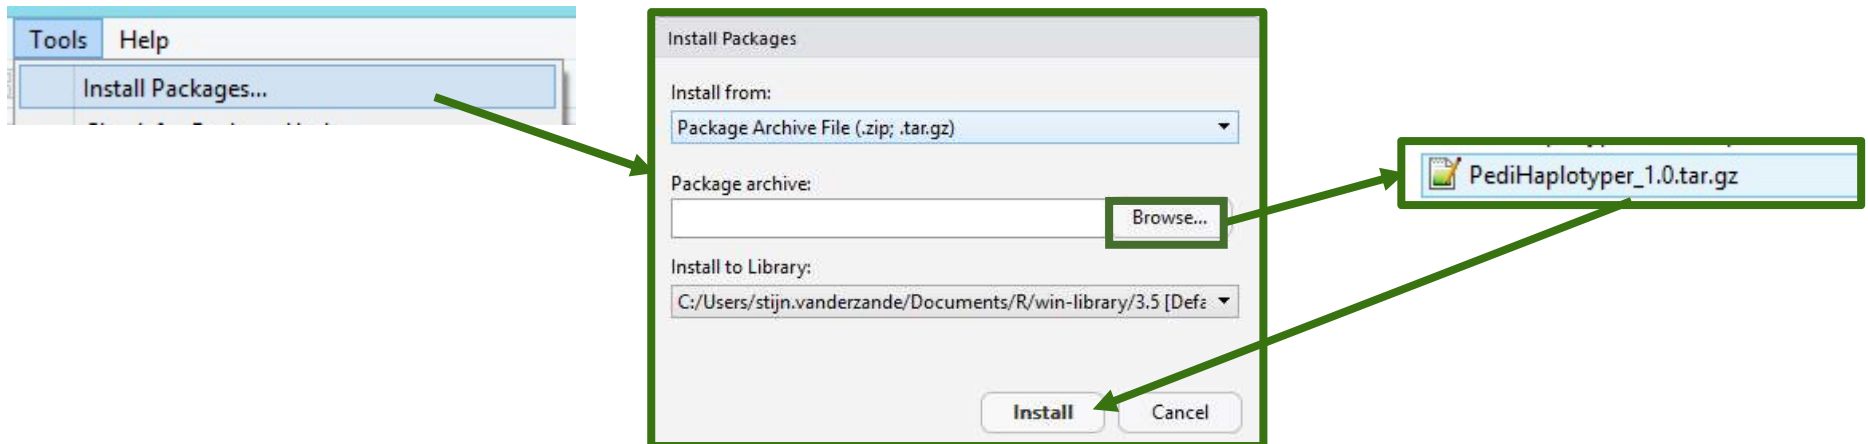 Tools Help
Install Packages...
Install Packages
Install from:
Package Archive File (.zip; .tar.gz)
Package archive:
Browse...
Install to Library:
C:/Users/stijn.vanderzande/Documents/R/win-library/3.5 [Defa
Install Cancel
PediHaplotyper_1.0.tar.gz